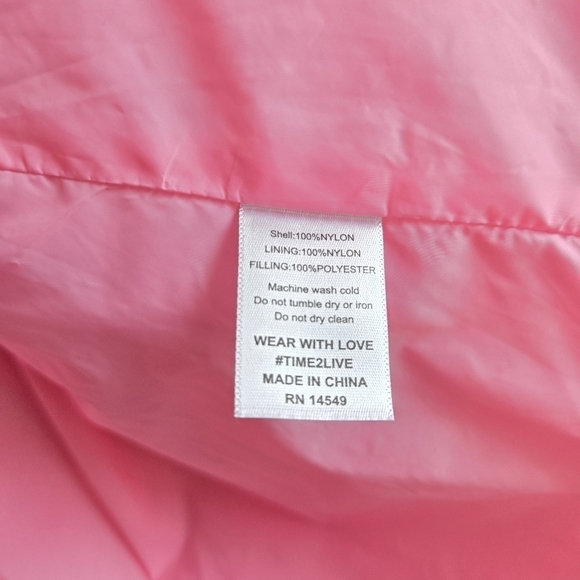 Shell:100%NYLON
LINING:100%NYLON
FILLING:100%POLYESTER
Machine wash cold
Do not tumble dry or iron
Do not dry clean
WEAR WITH LOVE
#TIME2LIVE
MADE IN CHINA
RN 14549